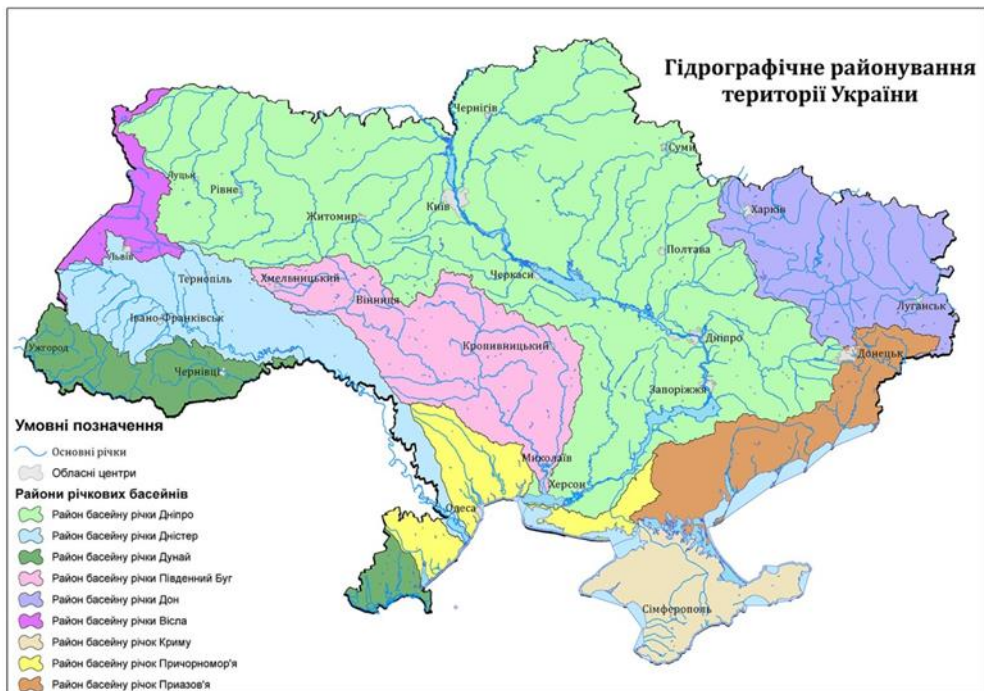 Гідрографічне районування
території України
Чернігів
Суми
Луцьк
Рівне
Київ
Харків
Житомир
Полтава
Львів
Тернопіль
Хмельницький
Черкаси
Вінниця
Луганськ
Івано-Франківськ
Кропивницький
Дніпро
Донецьк
Ужгород
Чернівці
Запоріжжя
Миколаїв
Херсон
Одеса
Сімферополь
Умовні позначення
Основні річки
Обласні центри
Райони річкових басейнів
Район басейну річки Дніпро
Район басейну річки Дністер
Район басейну річки Дунай
Район басейну річки Південний Буг
Район басейну річки Дон
Район басейну річки Вісла
Район басейну річок Криму
Район басейну річок Причорномор'я
Район басейну річок Приазов'я